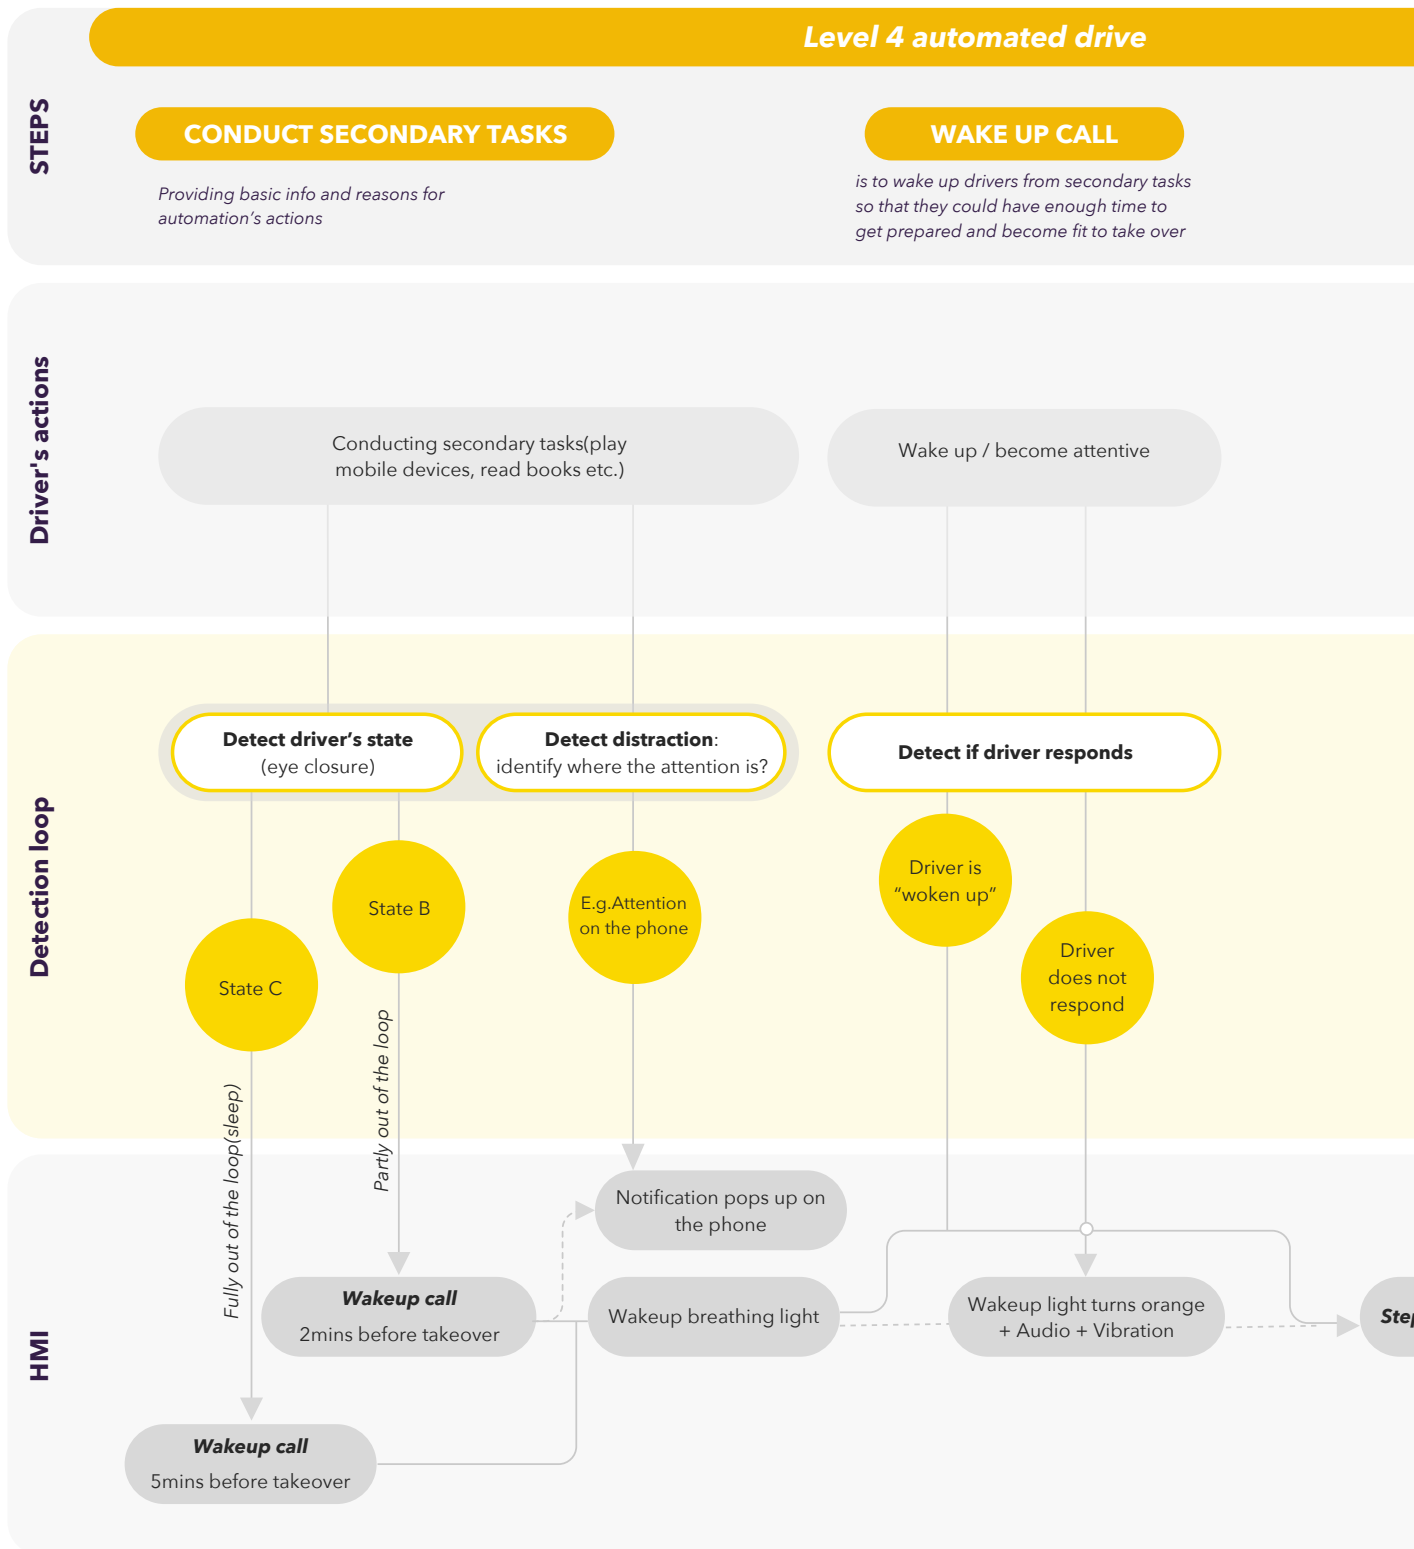 Level 4 automated drive
STEPS
CONDUCT SECONDARY TASKS
Providing basic info and reasons for
automation’s actions
WAKE UP CALL
is to wake up drivers from secondary tasks
so that they could have enough time to
get prepared and become fit to take over
Driver's actions
Conducting secondary tasks(play
mobile devices, read books etc.)
Wake up / become attentive
Detection loop
Detect driver’s state
(eye closure)
Detect distraction:
identify where the attention is?
Detect if driver responds
State C
State B
E.g.Attention
on the phone
Driver is
“woken up”
Driver
does not
respond
Fully out of the loop(sleep)
Partly out of the loop
HMI
Notification pops up on
the phone
Wakeup call
2mins before takeover
Wakeup breathing light
Wakeup light turns orange
+ Audio + Vibration
Wakeup call
5mins before takeover